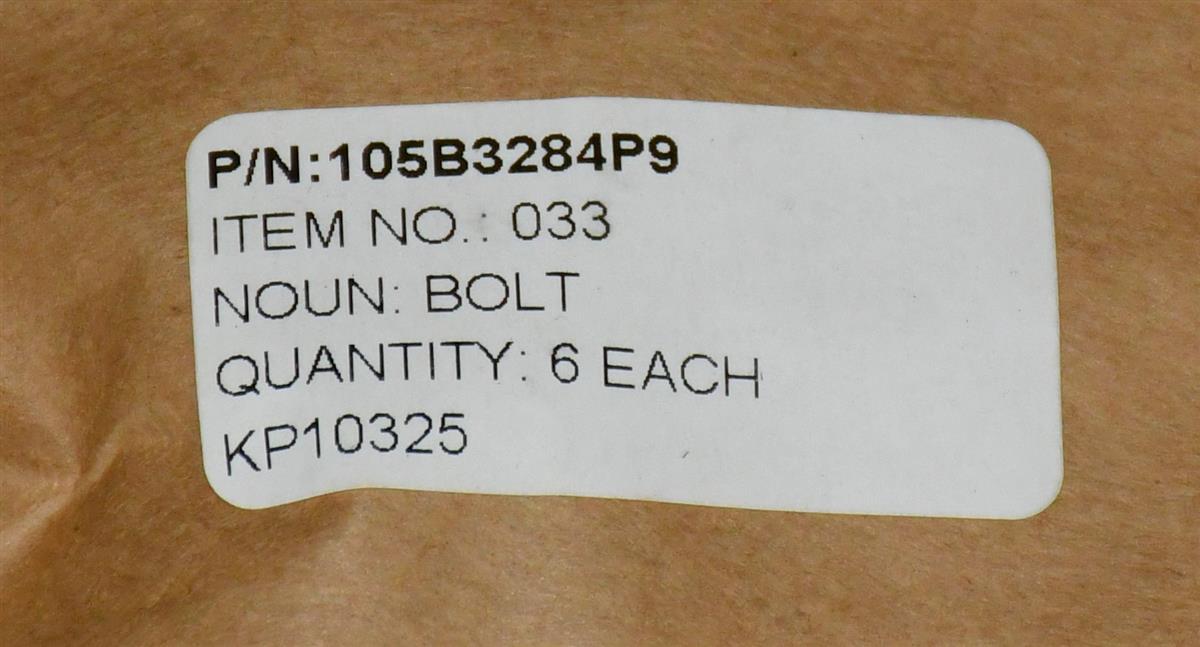 P/N:105B3284P9
ITEM NO.: 033
NOUN: BOLT
QUANTITY: 6 EACH
KP10325